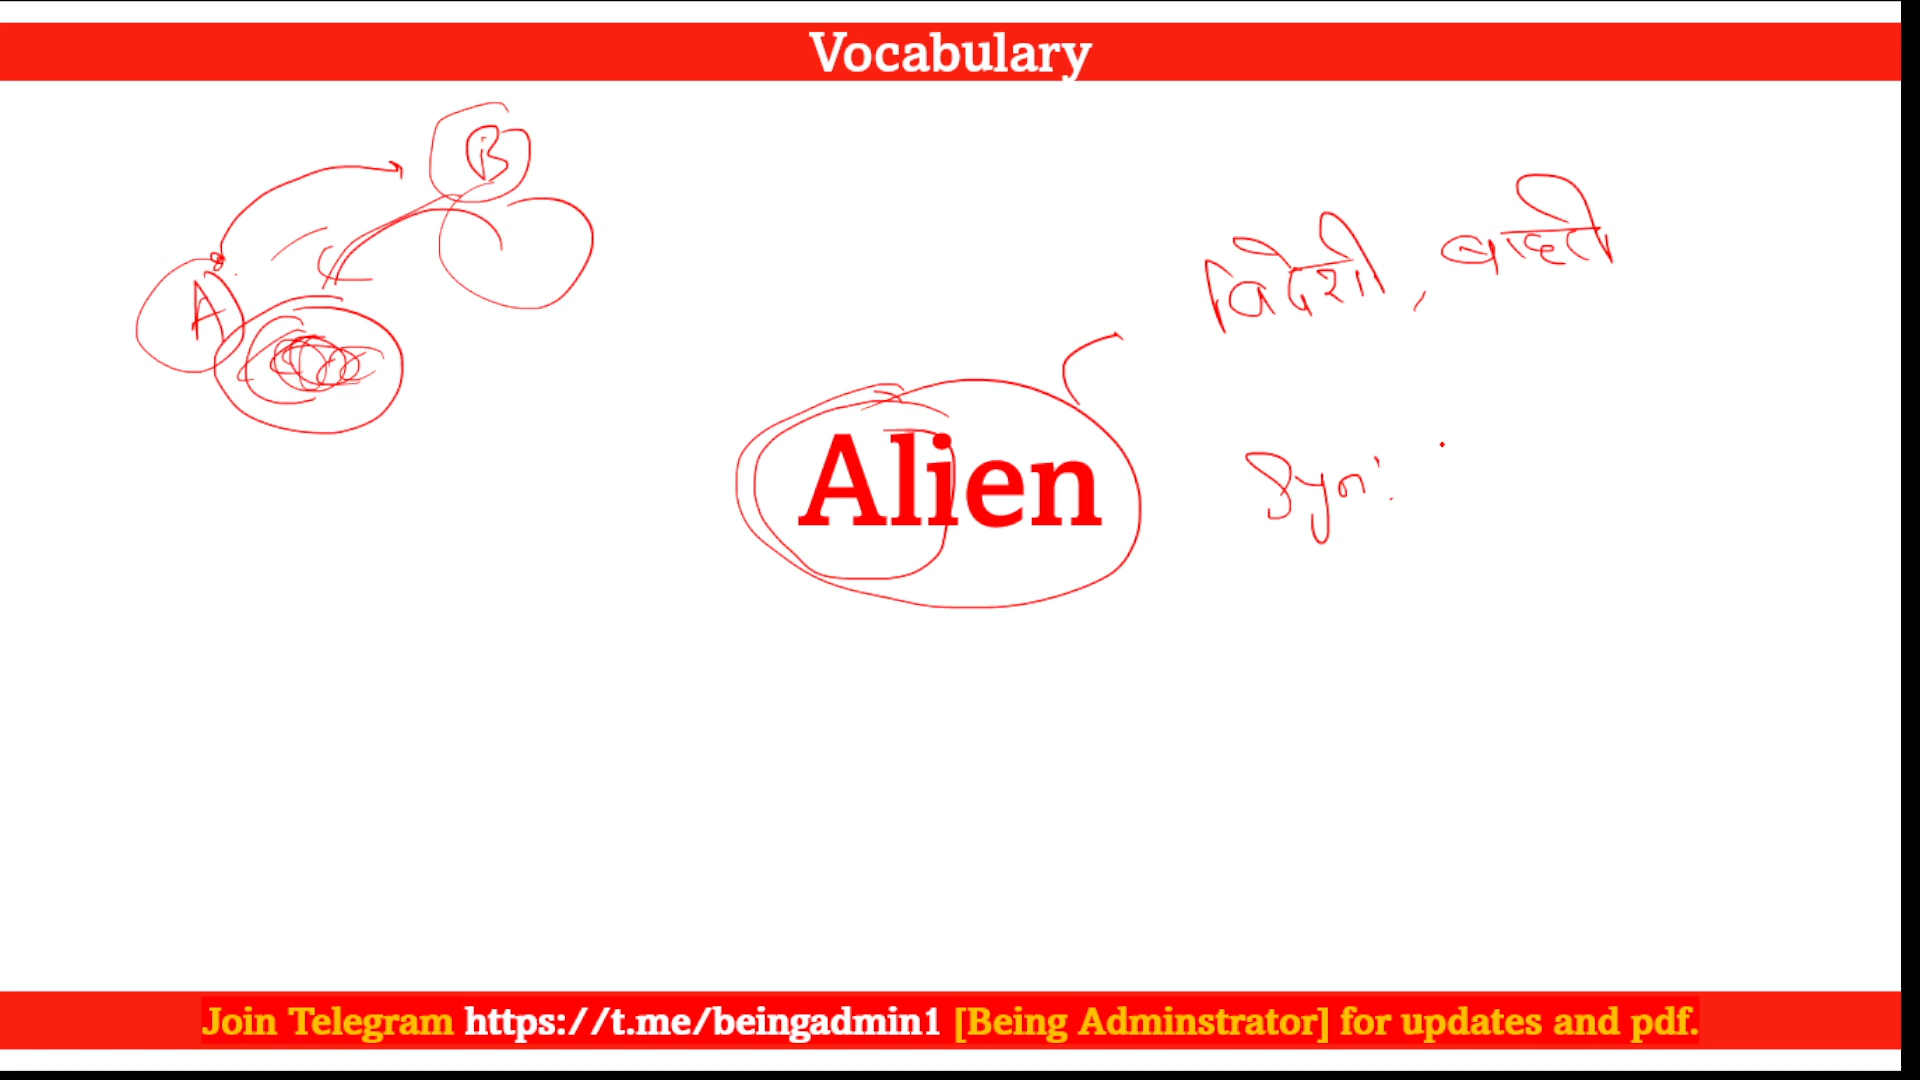 Vocabulary
B
A
विदेशी, बाहरी
Alien
Syn:
Join Telegram https://t.me/beingadmin1 [Being Adminstrator] for updates and pdf.